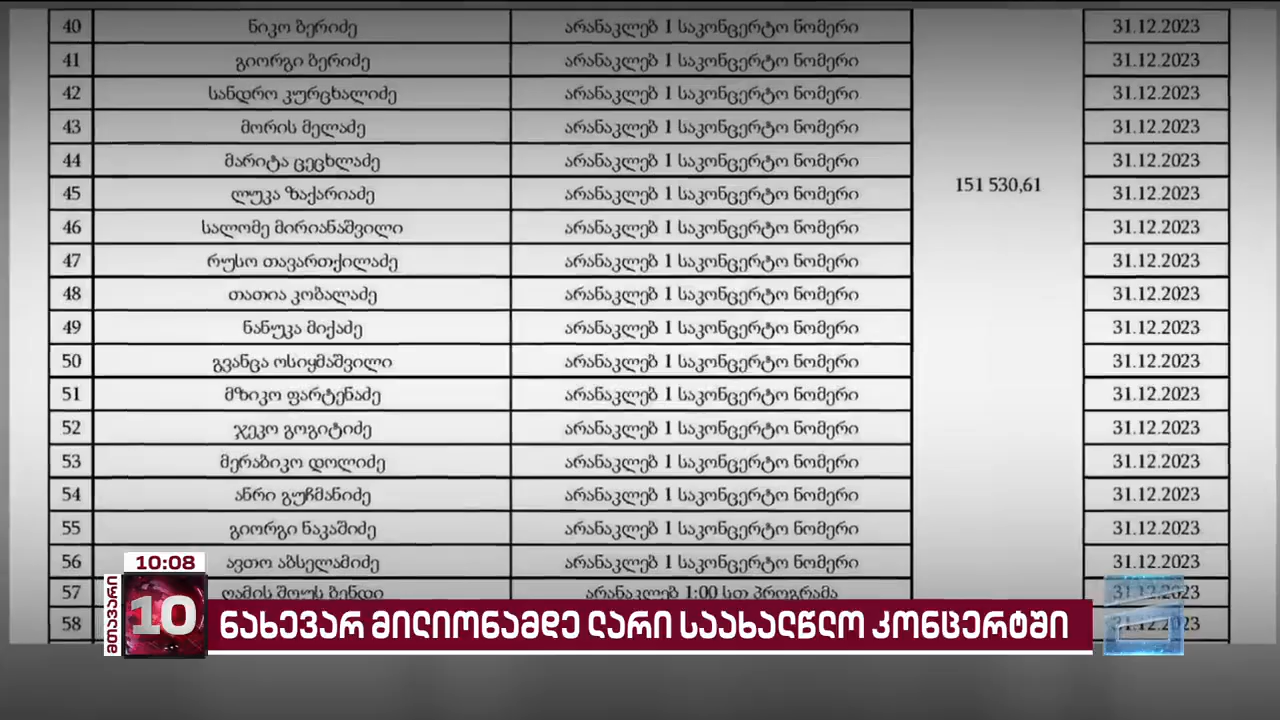 40 ნიკო ბერიძე არანაკლებ 1 საკონცერტო ნომერი 31.12.2023
41 გიორგი ბერიძე არანაკლებ 1 საკონცერტო ნომერი 31.12.2023
42 სანდრო კურცხალიძე არანაკლებ 1 საკონცერტო ნომერი 31.12.2023
43 მორის მელაძე არანაკლებ 1 საკონცერტო ნომერი 31.12.2023
44 მარიტა ცეცხლაძე არანაკლებ 1 საკონცერტო ნომერი 31.12.2023
151 530,61
45 ლუკა ზაქარიაძე არანაკლებ 1 საკონცერტო ნომერი 31.12.2023
46 სალომე მირიანაშვილი არანაკლებ 1 საკონცერტო ნომერი 31.12.2023
47 რუსო თავართქილაძე არანაკლებ 1 საკონცერტო ნომერი 31.12.2023
48 თათია კობალაძე არანაკლებ 1 საკონცერტო ნომერი 31.12.2023
49 ნანუკა მიქაძე არანაკლებ 1 საკონცერტო ნომერი 31.12.2023
50 გვანცა ოსიყმაშვილი არანაკლებ 1 საკონცერტო ნომერი 31.12.2023
51 მზიკო ფარტენაძე არანაკლებ 1 საკონცერტო ნომერი 31.12.2023
52 ჯეკო გოგიტიძე არანაკლებ 1 საკონცერტო ნომერი 31.12.2023
53 მერაბიკო დოლიძე არანაკლებ 1 საკონცერტო ნომერი 31.12.2023
54 ანრი გუჩმანიძე არანაკლებ 1 საკონცერტო ნომერი 31.12.2023
55 გიორგი ნაკაშიძე არანაკლებ 1 საკონცერტო ნომერი 31.12.2023
56 ავთო აბსელამიძე არანაკლებ 1 საკონცერტო ნომერი 31.12.2023
57 ღამის შოუს ბენდი არანაკლებ 1:00 სთ პროგრამა 31.12.2023
58 31.12.2023
10:08
მთავარი
10
ნახევარ მილიონამდე ლარი საახალწლო კონცერტში